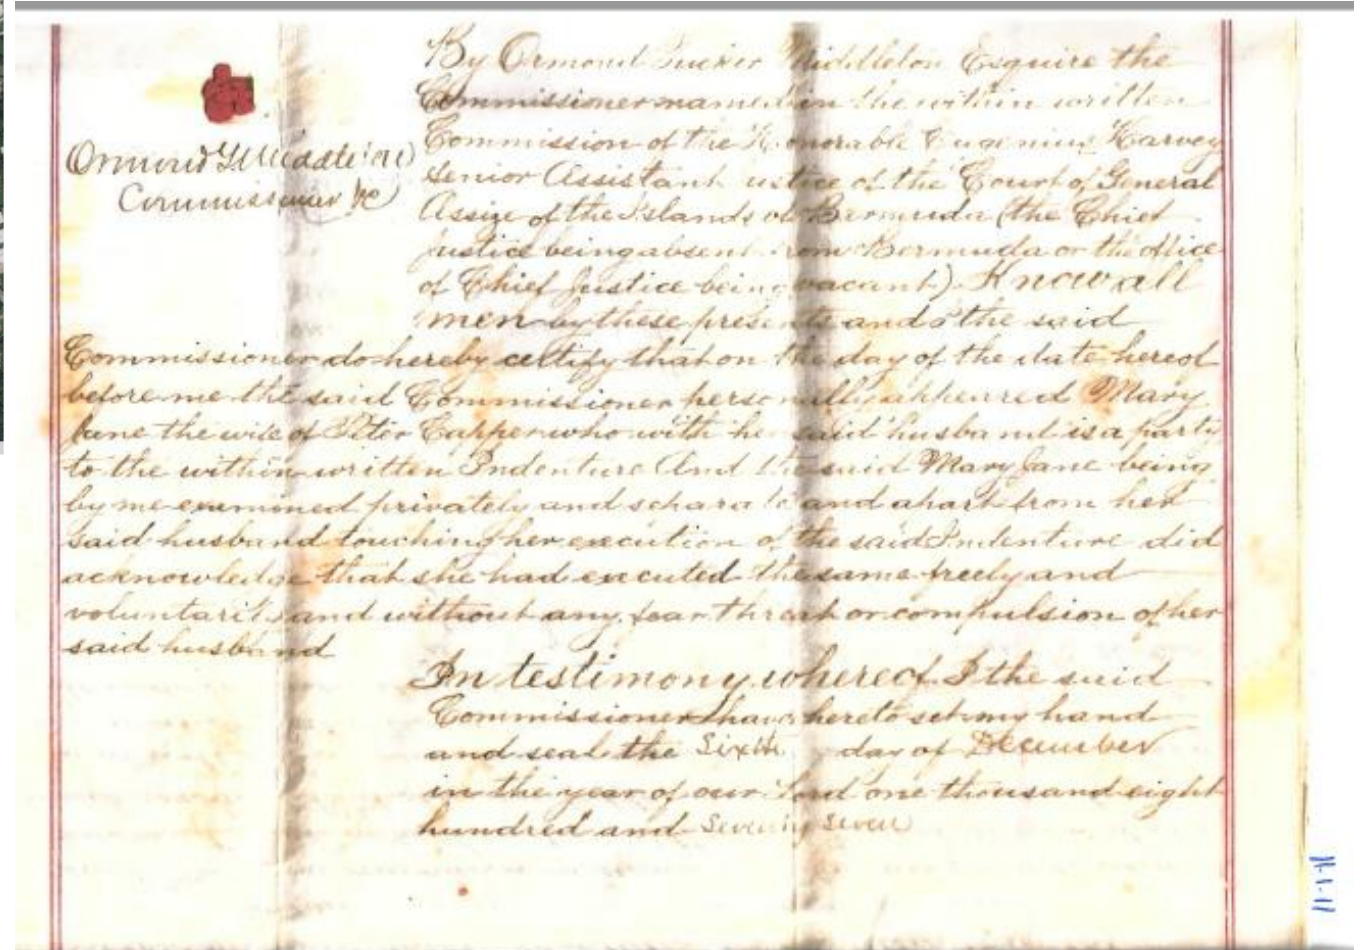 By Ormond Tucker Middleton Esquire the
Commissioner named in the within written
Commission of the Honorable Eugenius Harvey
Senior Assistant Justice of the Court of General
Assize of the Islands of Bermuda (the Chief
Justice being absent from Bermuda or the office
of Chief Justice being vacant). Know all
men by these presents and I the said
Ormond T Middleton
Commissioner &c
Commissioner do hereby certify that on the day of the date hereof
before me the said Commissioner personally appeared Mary
Jane the wife of Peter Tapper who with her said husband is a party
to the within written Indenture And the said Mary Jane being
by me examined privately and separate and apart from her
said husband touching her execution of the said Indenture did
acknowledge that she had executed the same freely and
voluntarily and without any fear threat or compulsion of her
said husband
In testimony whereof I the said
Commissioner have hereto set my hand
and seal the Sixth day of December
in the year of our Lord one thousand eight
hundred and Seventy Seven